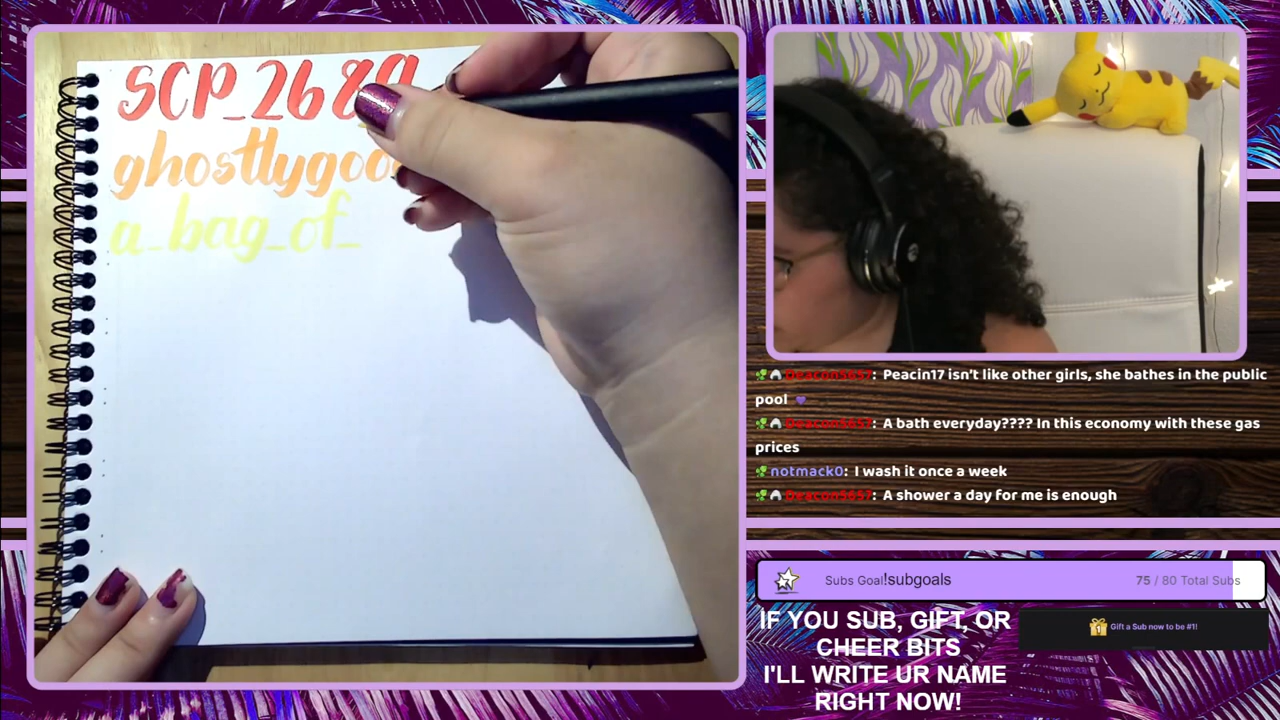 SCP_2689
ghostlygoo
a_bag_of_
Deacon5657: Peacin17 isn't like other girls, she bathes in the public
pool
Deacon5657: A bath everyday???? In this economy with these gas
prices
notmack0: I wash it once a week
Deacon5657: A shower a day for me is enough
Subs Goal!subgoals
75 / 80 Total Subs
Gift a Sub now to be #1!
IF YOU SUB, GIFT, OR
CHEER BITS
I'LL WRITE UR NAME
RIGHT NOW!